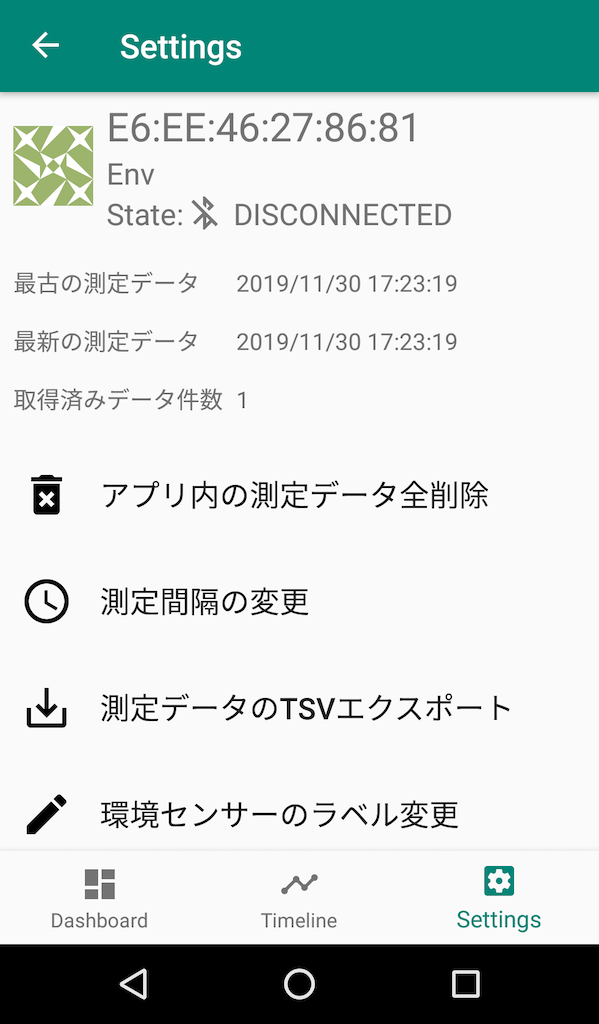 Settings
E6:EE:46:27:86:81
Env
State: DISCONNECTED
最古の測定データ 2019/11/30 17:23:19
最新の測定データ 2019/11/30 17:23:19
取得済みデータ件数 1
アプリ内の測定データ全削除
測定間隔の変更
測定データのTSVエクスポート
環境センサーのラベル変更
Dashboard Timeline Settings